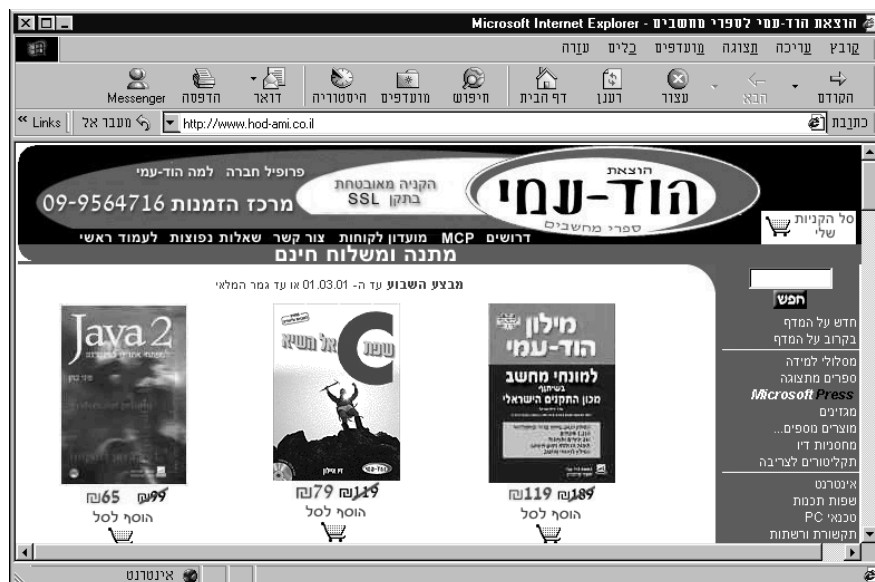 הוצאת הוד-עמי לספרי מחשבים - Microsoft Internet Explorer
קובץ עריכה תצוגה מועדפים כלים עזרה
הקודם הבא עצור רענן דף הבית חיפוש מועדפים היסטוריה דואר הדפסה Messenger
כתובת http://www.hod-ami.co.il מעבר אל Links
הוצאת
הוד-עמי
ספרי מחשבים
פרופיל חברה למה הוד-עמי
הקניה מאובטחת
בתקן SSL
מרכז הזמנות 09-9564716
סל הקניות
שלי
דרושים MCP מועדון לקוחות צור קשר שאלות נפוצות לעמוד ראשי
מתנה ומשלוח חינם
מבצע השבוע עד ה- 01.03.01 או עד גמר המלאי
חפש
חדש על המדף
בקרוב על המדף
מסלולי למידה
ספרים מתצוגה
Microsoft Press
מגזינים
מוצרים נוספים...
מחסניות דיו
תקליטורים לצריבה
אינטרנט
שפות תכנות
טכנאי PC
תקשורת ורשתות
מילון
הוד-עמי
למונחי מחשב
בשיתוף
מכון התקנים הישראלי
₪189 ₪119
הוסף לסל
שפת C אל השיא
הוד-עמי
₪119 ₪79
הוסף לסל
Java 2
₪99 ₪65
הוסף לסל
אינטרנט